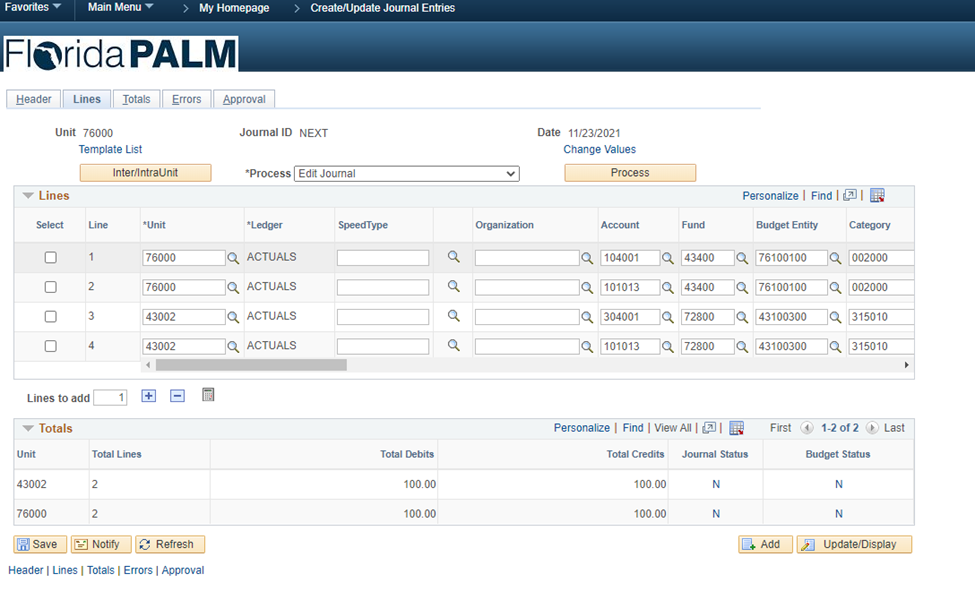 Favorites Main Menu > My Homepage > Create/Update Journal Entries
Florida PALM
Header Lines Totals Errors Approval
Unit 76000 Journal ID NEXT Date 11/23/2021
Template List Change Values
Inter/IntraUnit *Process Edit Journal Process
Lines Personalize | Find | |
Select Line *Unit *Ledger SpeedType Organization Account Fund Budget Entity Category
1 76000 ACTUALS 104001 43400 76100100 002000
2 76000 ACTUALS 101013 43400 76100100 002000
3 43002 ACTUALS 304001 72800 43100300 315010
4 43002 ACTUALS 101013 72800 43100300 315010
Lines to add 1
Totals Personalize | Find | View All | | First 1-2 of 2 Last
Unit Total Lines Total Debits Total Credits Journal Status Budget Status
43002 2 100.00 100.00 N N
76000 2 100.00 100.00 N N
Save Notify Refresh Add Update/Display
Header | Lines | Totals | Errors | Approval